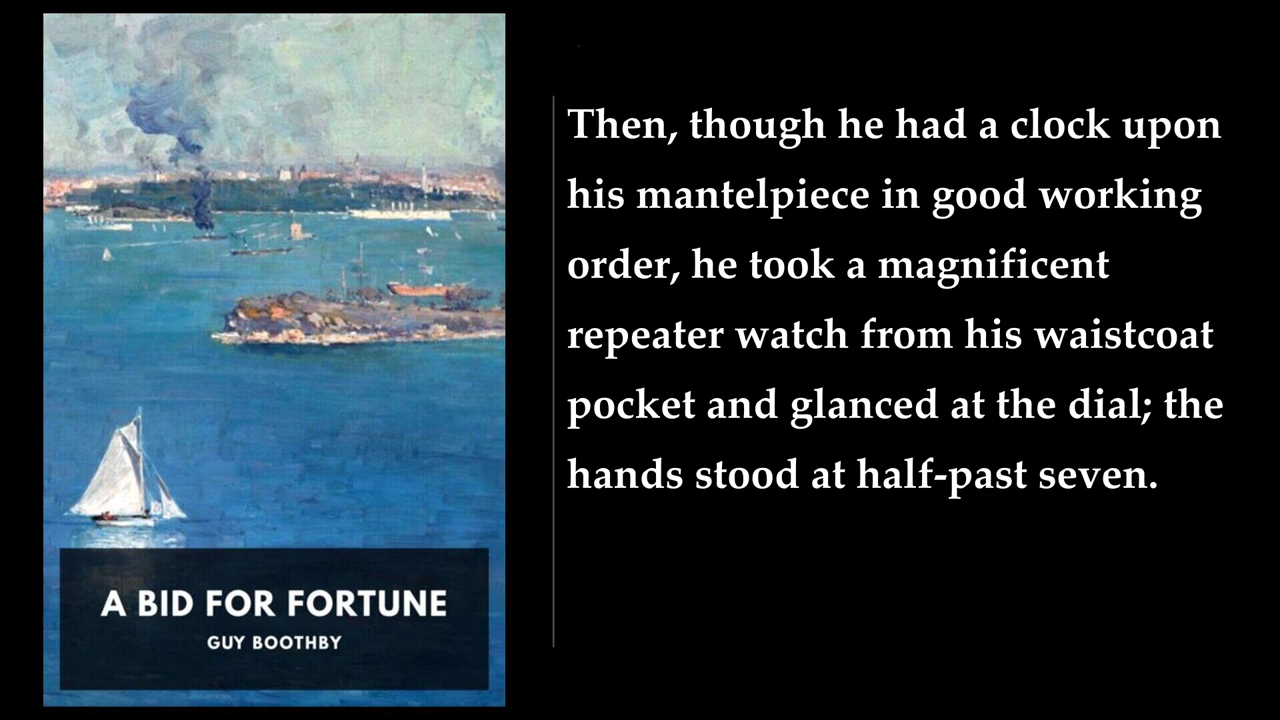 Then, though he had a clock upon
his mantelpiece in good working
order, he took a magnificent
repeater watch from his waistcoat
pocket and glanced at the dial; the
hands stood at half-past seven.
A BID FOR FORTUNE
GUY BOOTHBY